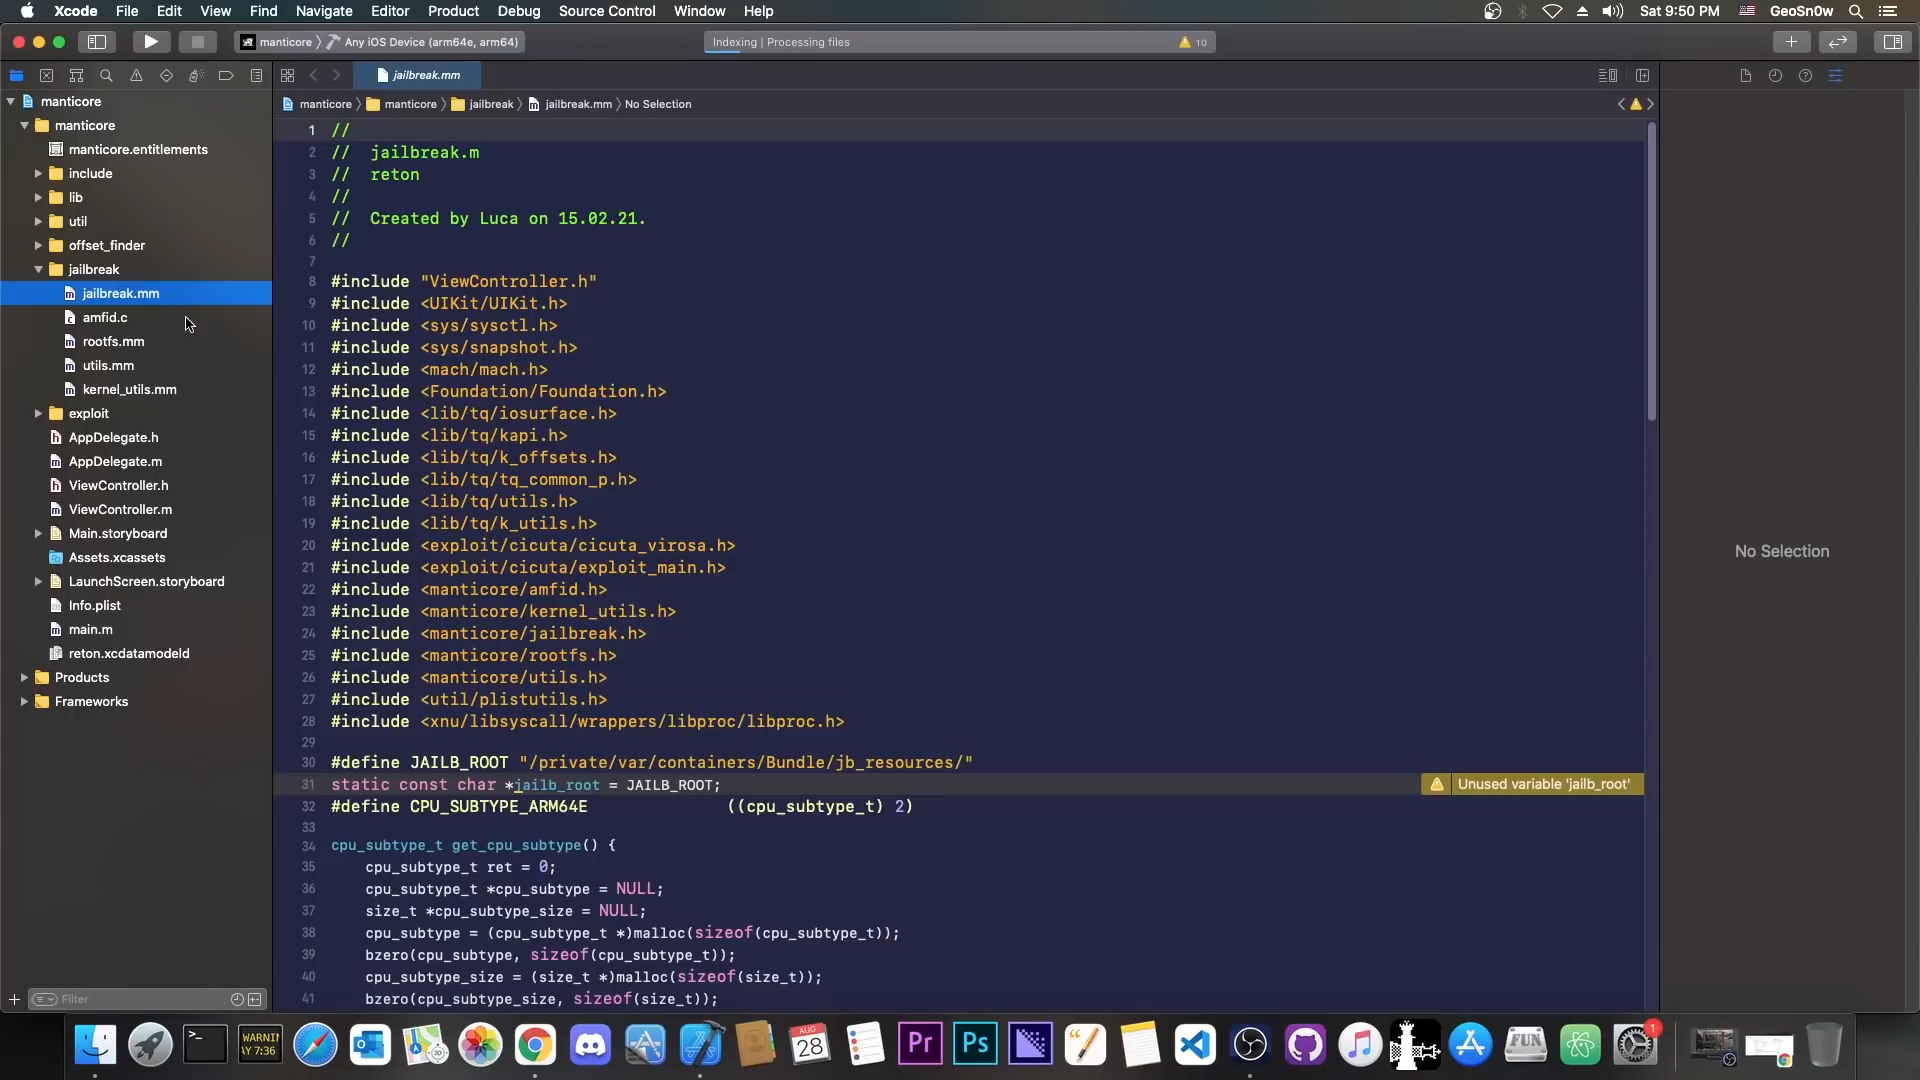 Xcode File Edit View Find Navigate Editor Product Debug Source Control Window Help
Sat 9:50 PM GeoSn0w
manticore Any iOS Device (arm64e, arm64)
Indexing | Processing files 10
jailbreak.mm
manticore manticore jailbreak jailbreak.mm No Selection
manticore
manticore
manticore.entitlements
include
lib
util
offset_finder
jailbreak
jailbreak.mm
amfid.c
rootfs.mm
utils.mm
kernel_utils.mm
exploit
AppDelegate.h
AppDelegate.m
ViewController.h
ViewController.m
Main.storyboard
Assets.xcassets
LaunchScreen.storyboard
Info.plist
main.m
reton.xcdatamodeld
Products
Frameworks
Filter
1 //
2 //  jailbreak.m
3 //  reton
4 //
5 //  Created by Luca on 15.02.21.
6 //
7
8 #include "ViewController.h"
9 #include <UIKit/UIKit.h>
10 #include <sys/sysctl.h>
11 #include <sys/snapshot.h>
12 #include <mach/mach.h>
13 #include <Foundation/Foundation.h>
14 #include <lib/tq/iosurface.h>
15 #include <lib/tq/kapi.h>
16 #include <lib/tq/k_offsets.h>
17 #include <lib/tq/tq_common_p.h>
18 #include <lib/tq/utils.h>
19 #include <lib/tq/k_utils.h>
20 #include <exploit/cicuta/cicuta_virosa.h>
21 #include <exploit/cicuta/exploit_main.h>
22 #include <manticore/amfid.h>
23 #include <manticore/kernel_utils.h>
24 #include <manticore/jailbreak.h>
25 #include <manticore/rootfs.h>
26 #include <manticore/utils.h>
27 #include <util/plistutils.h>
28 #include <xnu/libsyscall/wrappers/libproc/libproc.h>
29
30 #define JAILB_ROOT "/private/var/containers/Bundle/jb_resources/"
31 static const char *jailb_root = JAILB_ROOT; Unused variable 'jailb_root'
32 #define CPU_SUBTYPE_ARM64E ((cpu_subtype_t) 2)
33
34 cpu_subtype_t get_cpu_subtype() {
35 cpu_subtype_t ret = 0;
36 cpu_subtype_t *cpu_subtype = NULL;
37 size_t *cpu_subtype_size = NULL;
38 cpu_subtype = (cpu_subtype_t *)malloc(sizeof(cpu_subtype_t));
39 bzero(cpu_subtype, sizeof(cpu_subtype_t));
40 cpu_subtype_size = (size_t *)malloc(sizeof(size_t));
41 bzero(cpu_subtype_size, sizeof(size_t));
No Selection
WARNIN
AY 7:36
AUG
28
Pr
Ps
FUN
1